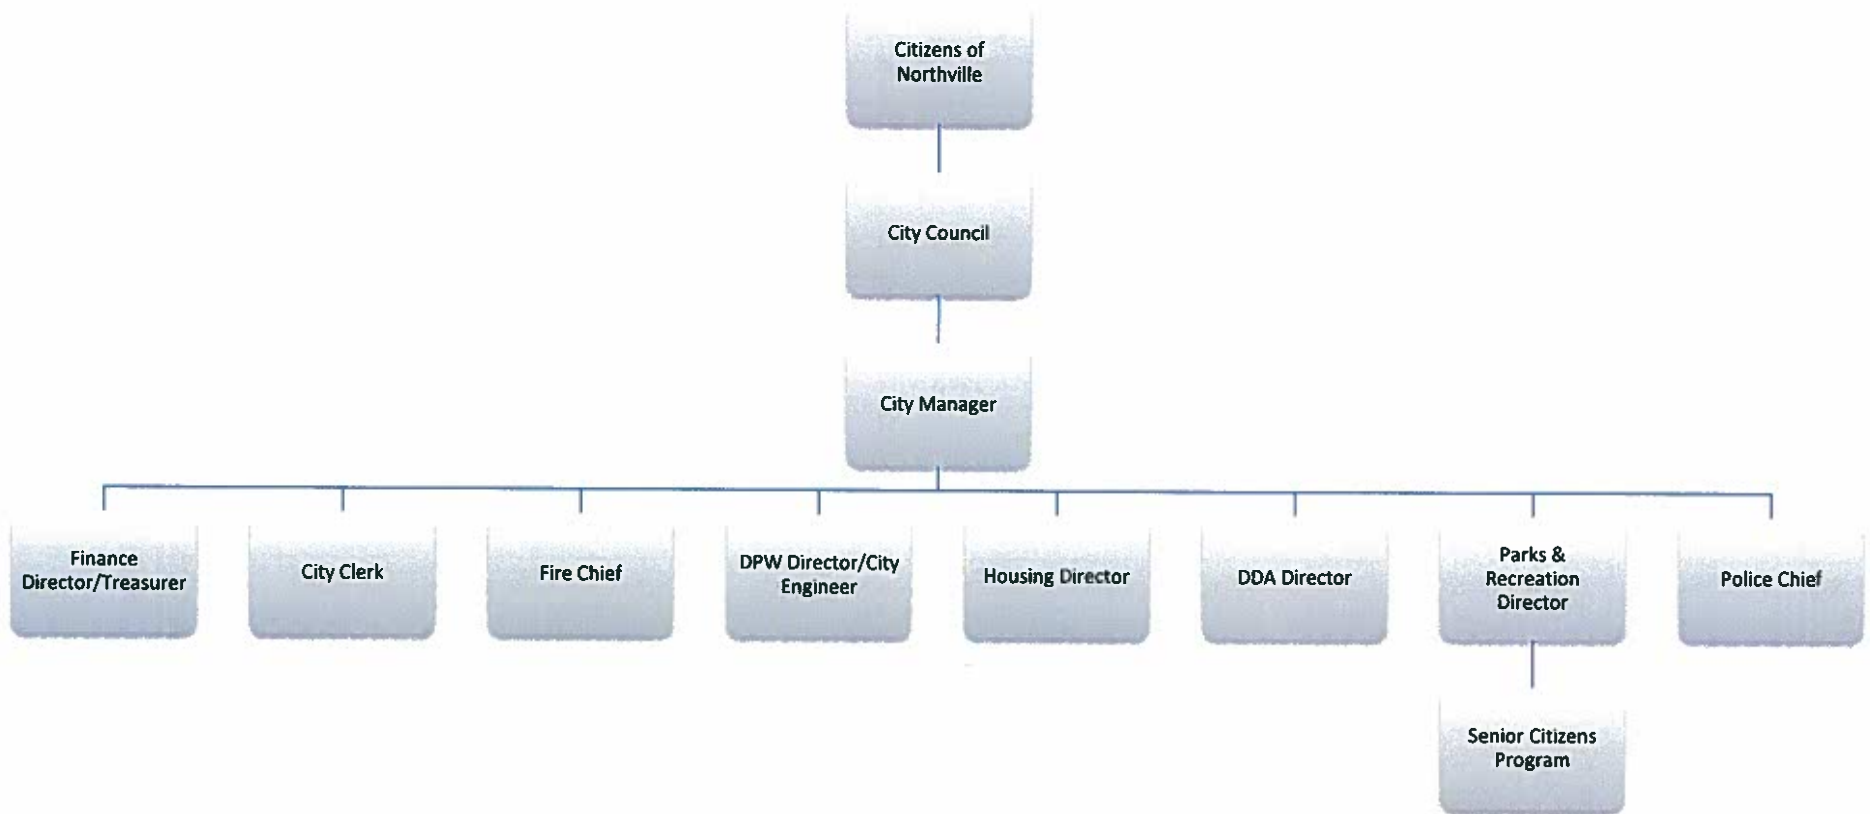 Citizens of
Northville
City Council
City Manager
Finance
Director/Treasurer
City Clerk
Fire Chief
DPW Director/City
Engineer
Housing Director
DDA Director
Parks &
Recreation
Director
Police Chief
Senior Citizens
Program